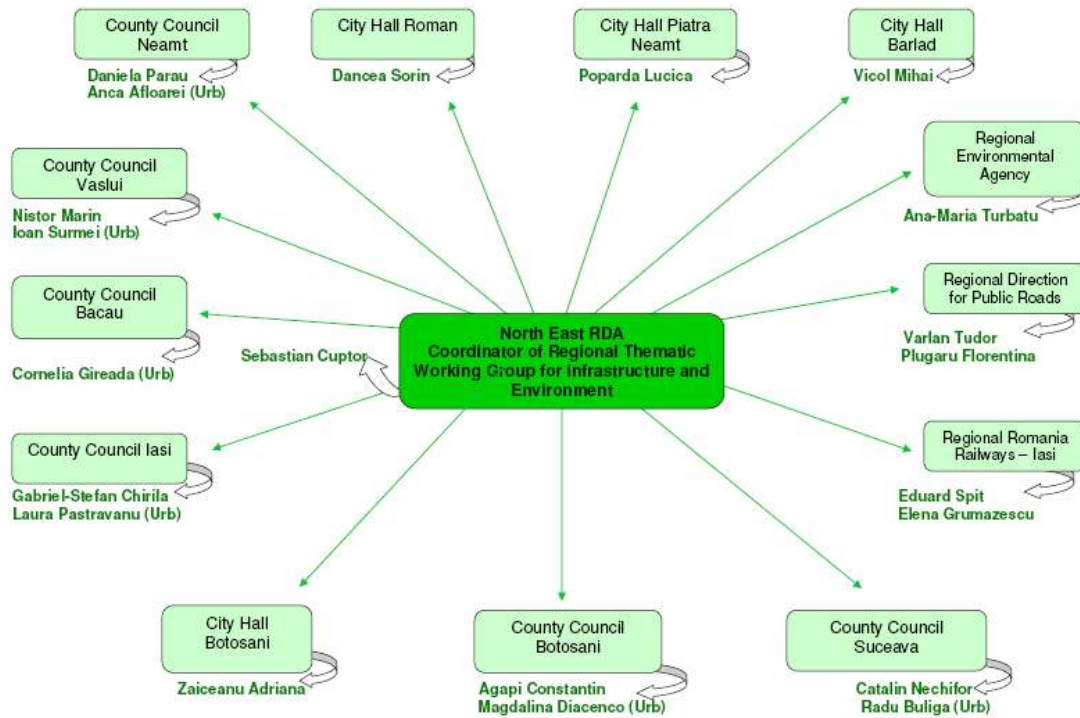 County Council
Neamt
Daniela Parau
Anca Afloarei (Urb)
City Hall Roman
Dancea Sorin
City Hall Piatra
Neamt
Poparda Lucica
City Hall
Barlad
Vicol Mihai
County Council
Vaslui
Nistor Marin
Ioan Surmei (Urb)
Regional
Environmental
Agency
Ana-Maria Turbatu
County Council
Bacau
Cornelia Gireada (Urb)
Sebastian Cuptor
North East RDA
Coordinator of Regional Thematic
Working Group for Infrastructure and
Environment
Regional Direction
for Public Roads
Varlan Tudor
Plugaru Florentina
County Council Iasi
Gabriel-Stefan Chirila
Laura Pastravanu (Urb)
Regional Romania
Railways – Iasi
Eduard Spit
Elena Grumazescu
City Hall
Botosani
Zaiceanu Adriana
County Council
Botosani
Agapi Constantin
Magdalina Diacenco (Urb)
County Council
Suceava
Catalin Nechifor
Radu Buliga (Urb)